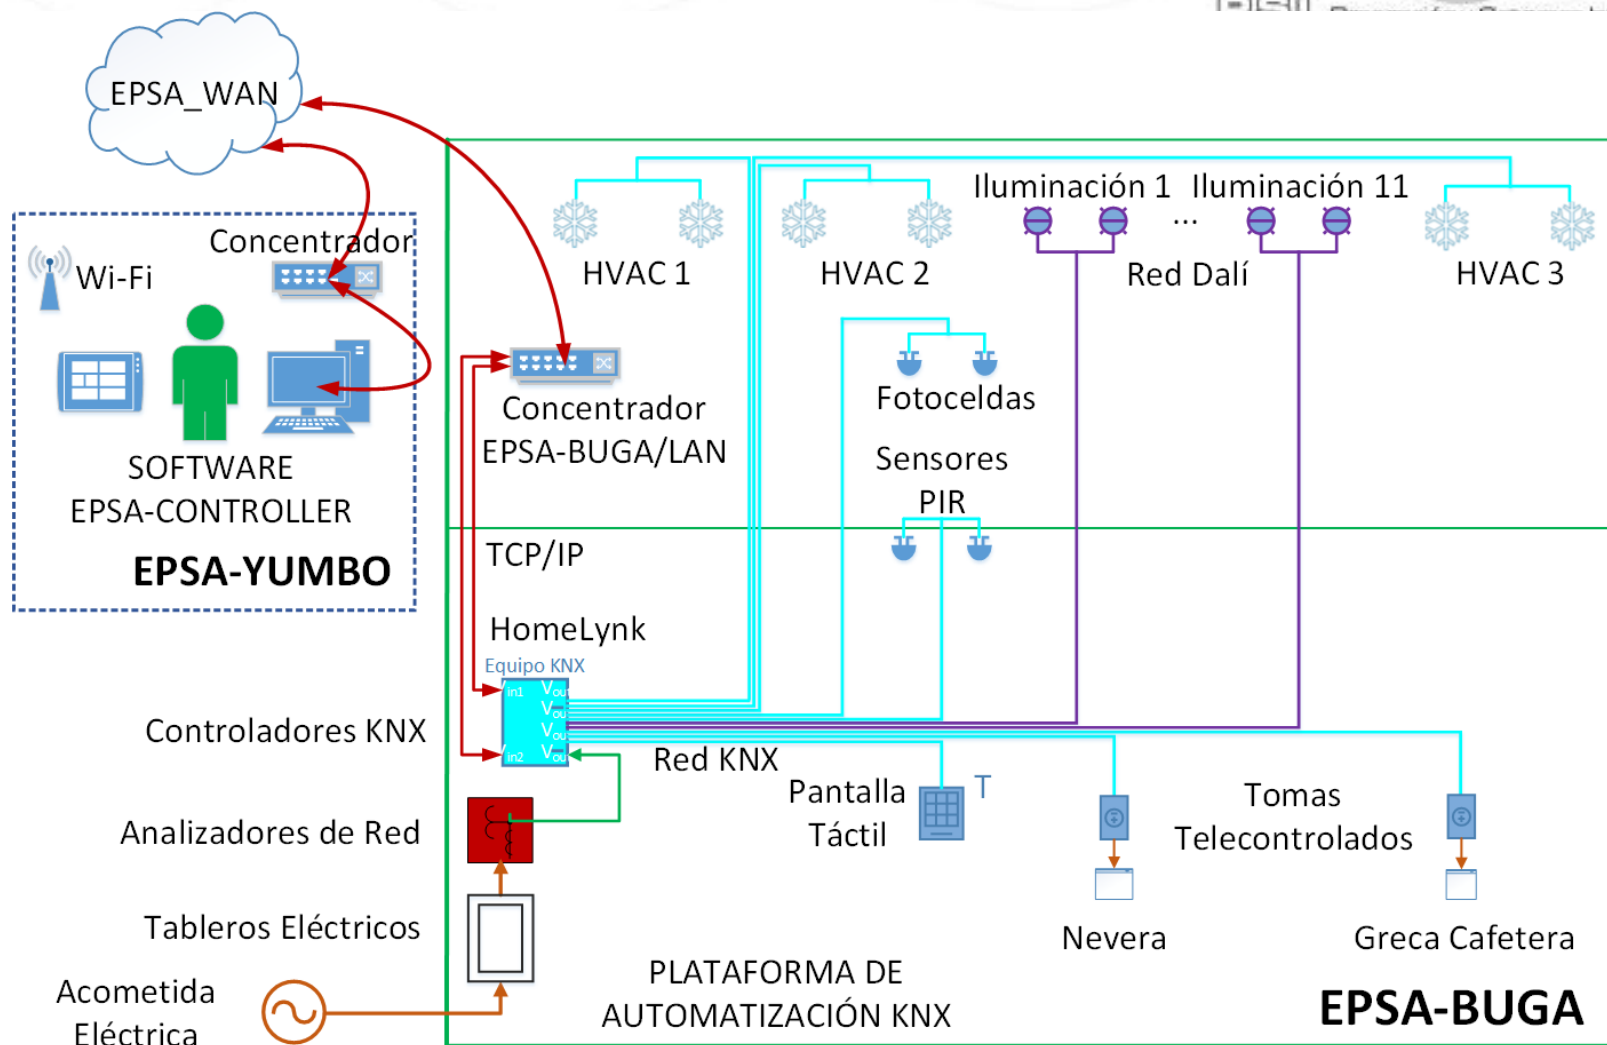 EPSA_WAN
Concentrador
Wi-Fi
SOFTWARE
EPSA-CONTROLLER
EPSA-YUMBO
HVAC 1
HVAC 2
Iluminación 1
...
Iluminación 11
Red Dalí
HVAC 3
Concentrador
EPSA-BUGA/LAN
Fotoceldas
Sensores
PIR
TCP/IP
HomeLynk
Equipo KNX
in1
in2
Controladores KNX
Red KNX
Pantalla
Táctil
T
Tomas
Telecontrolados
Analizadores de Red
Tableros Eléctricos
Nevera
Greca Cafetera
Acometida
Eléctrica
PLATAFORMA DE
AUTOMATIZACIÓN KNX
EPSA-BUGA